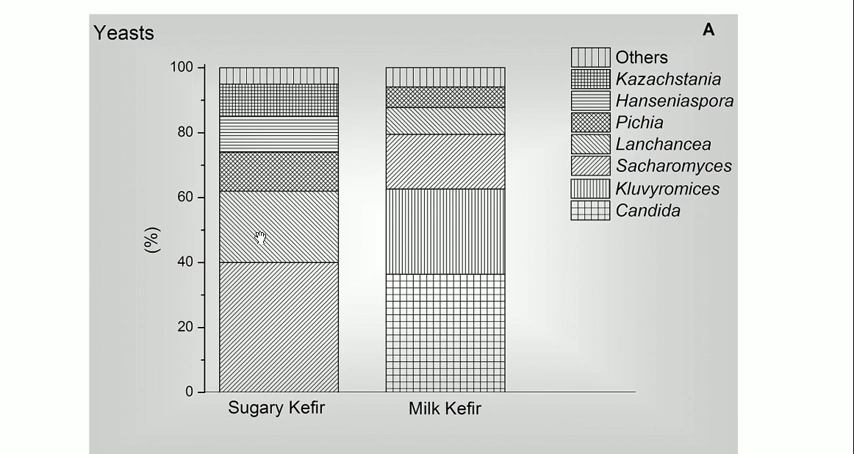 Yeasts
A
Others
Kazachstania
Hanseniaspora
Pichia
Lanchancea
Sacharomyces
Kluvyromices
Candida
100
80
60
40
20
0
(%)
Sugary Kefir
Milk Kefir